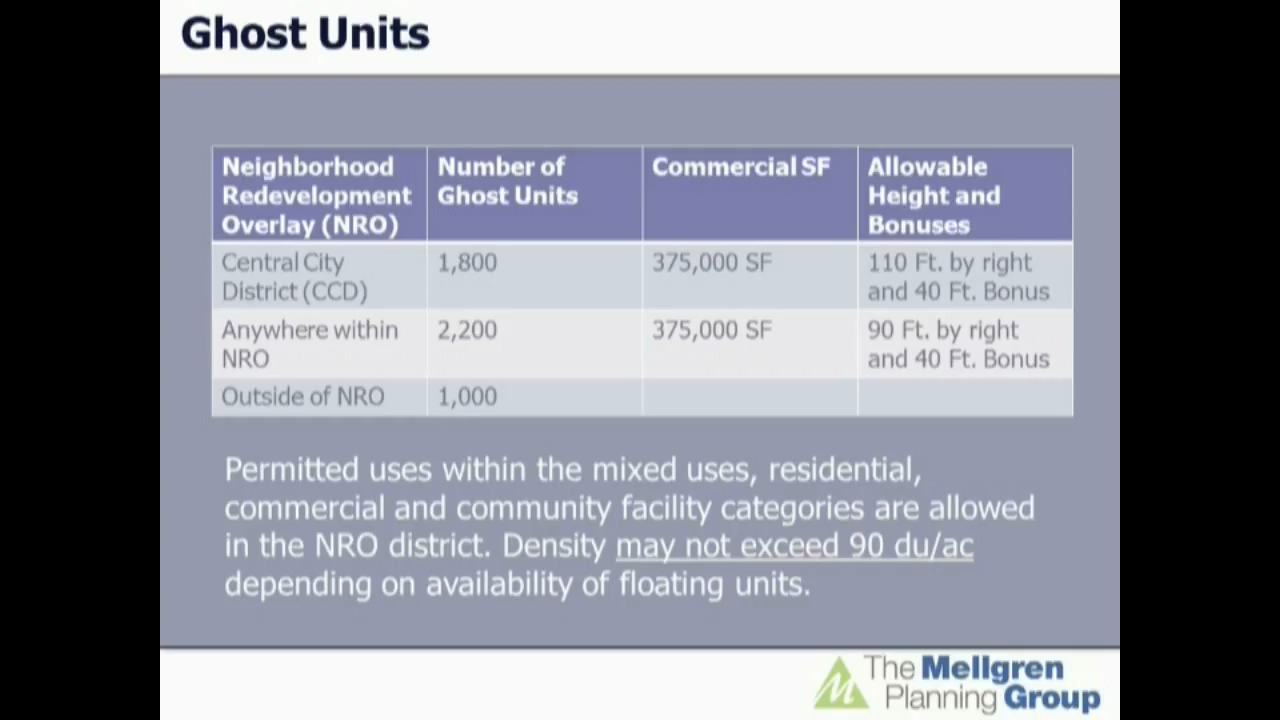 Ghost Units
Neighborhood
Redevelopment
Overlay (NRO)
Number of
Ghost Units
Commercial SF
Allowable
Height and
Bonuses
Central City
District (CCD)
1,800
375,000 SF
110 Ft. by right
and 40 Ft. Bonus
Anywhere within
NRO
2,200
375,000 SF
90 Ft. by right
and 40 Ft. Bonus
Outside of NRO
1,000
Permitted uses within the mixed uses, residential,
commercial and community facility categories are allowed
in the NRO district. Density may not exceed 90 du/ac
depending on availability of floating units.
The Mellgren
Planning Group